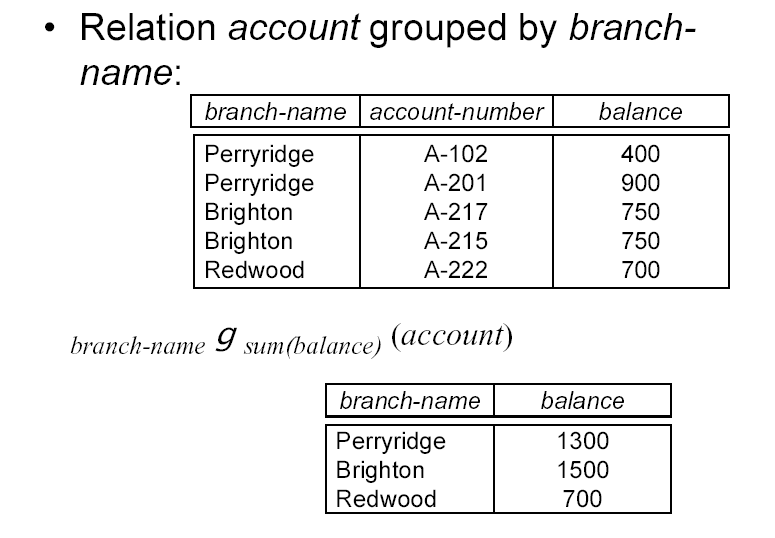 • Relation account grouped by branch-
name:
branch-name account-number balance
Perryridge A-102 400
Perryridge A-201 900
Brighton A-217 750
Brighton A-215 750
Redwood A-222 700
branch-name g sum(balance) (account)
branch-name balance
Perryridge 1300
Brighton 1500
Redwood 700